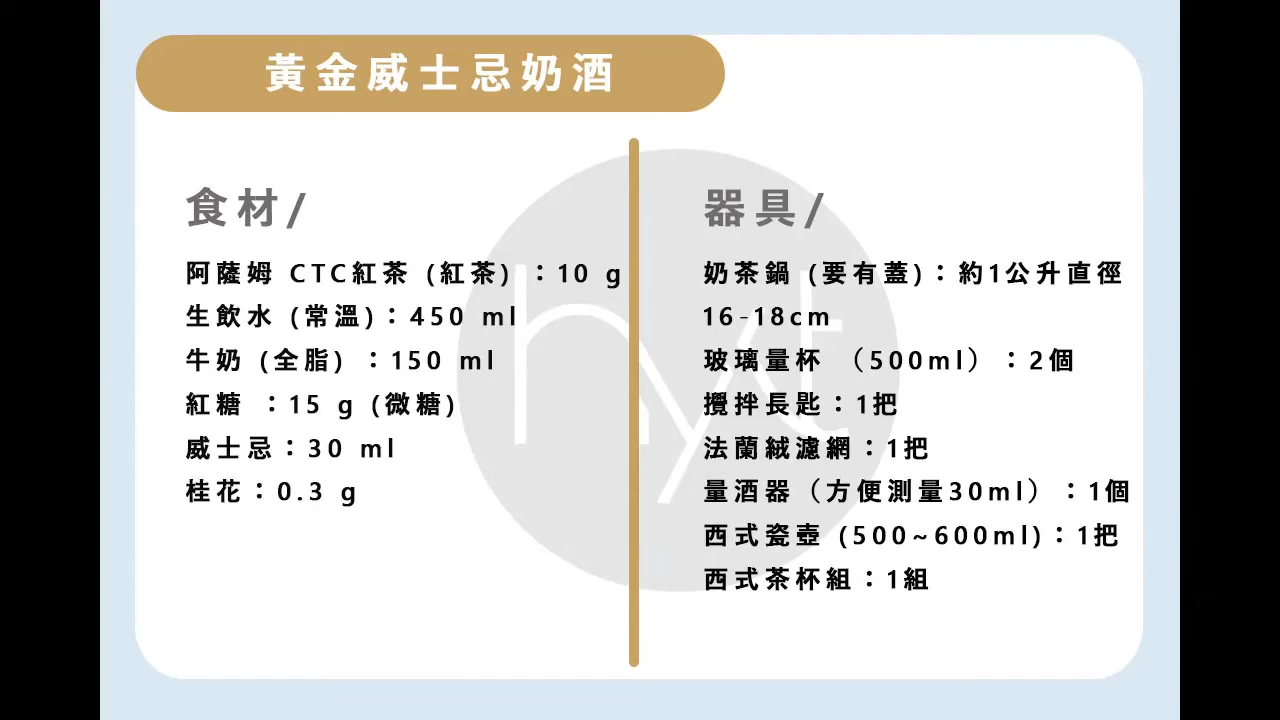 黃金威士忌奶酒
食材/
阿薩姆 CTC紅茶 (紅茶) ：10 g
生飲水 (常溫)：450 ml
牛奶 (全脂) ：150 ml
紅糖 ：15 g (微糖)
威士忌：30 ml
桂花：0.3 g
器具/
奶茶鍋 (要有蓋)：約1公升直徑
16-18cm
玻璃量杯 （500ml）：2個
攪拌長匙：1把
法蘭絨濾網：1把
量酒器（方便測量30ml）：1個
西式瓷壺 (500~600ml)：1把
西式茶杯組：1組
hyxt